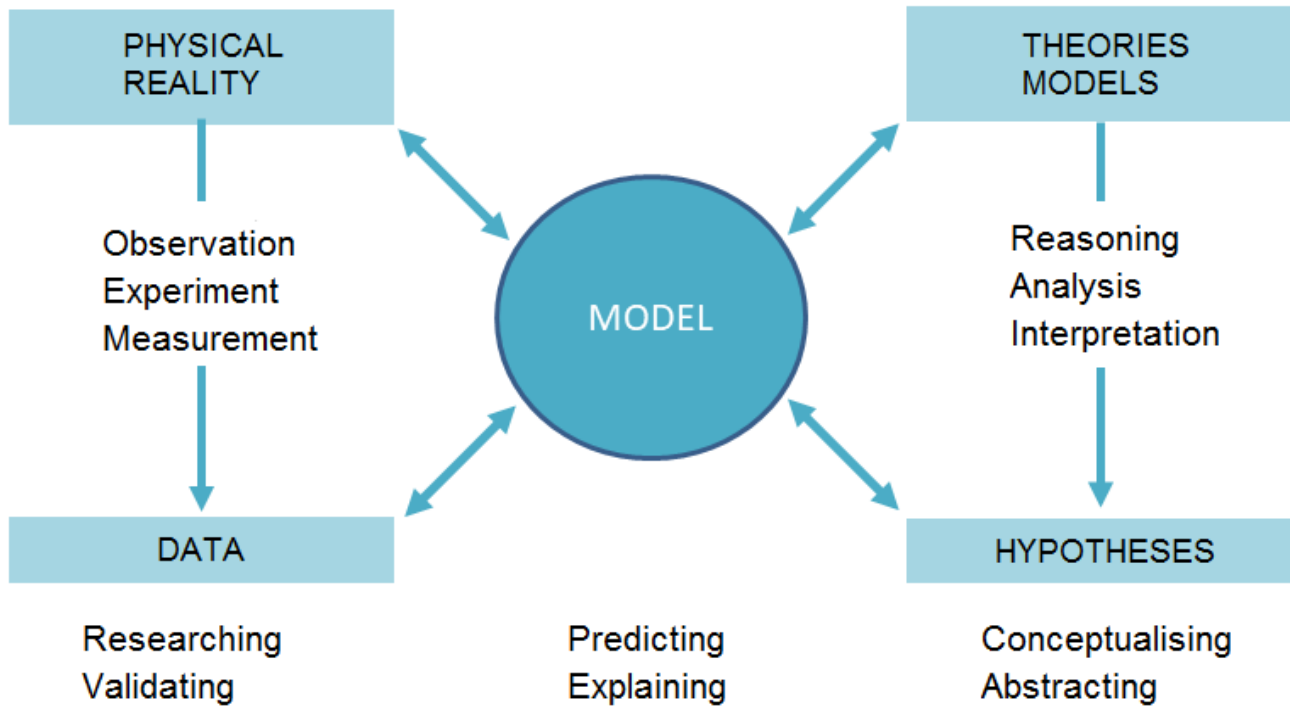 PHYSICAL
REALITY
THEORIES
MODELS
Observation
Experiment
Measurement
MODEL
Reasoning
Analysis
Interpretation
DATA
HYPOTHESES
Researching
Validating
Predicting
Explaining
Conceptualising
Abstracting